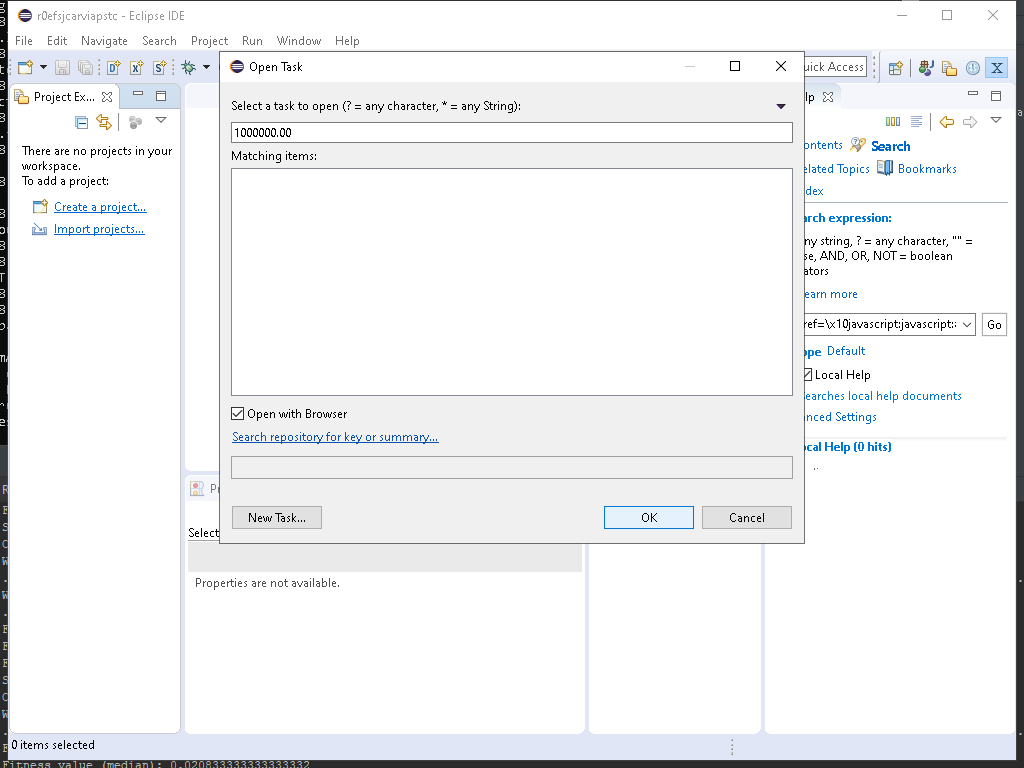 r0efsjcarviapstc - Eclipse IDE
File Edit Navigate Search Project Run Window Help
Open Task
uick Access
Project Ex...
Select a task to open (? = any character, * = any String):
1000000.00
Matching items:
There are no projects in your
workspace.
To add a project:
Create a project...
Import projects...
lp
ontents Search
elated Topics Bookmarks
dex
arch expression:
ny string, ? = any character, "" =
se, AND, OR, NOT = boolean
ators
earn more
ref=\x10javascript:javascript:
Go
ope Default
Local Help
earches local help documents
anced Settings
cal Help (0 hits)
Open with Browser
Search repository for key or summary...
New Task...
OK
Cancel
Pr
Select
Properties are not available.
0 items selected
Fitness value (median): 0.020833333333333332